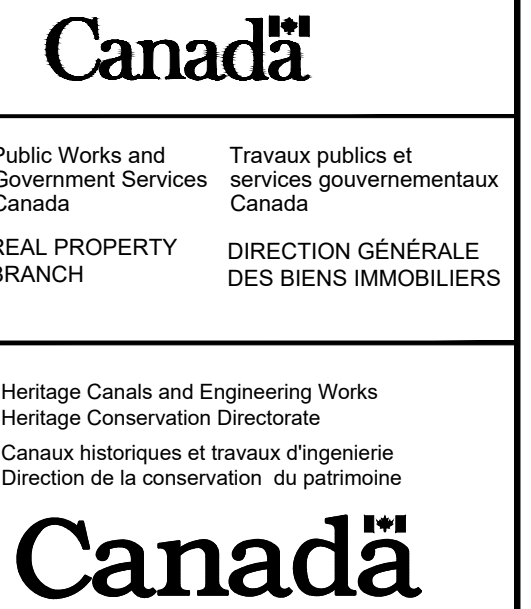 Canada
Public Works and
Government Services
Canada
Travaux publics et
services gouvernementaux
Canada
REAL PROPERTY
BRANCH
DIRECTION GÉNÉRALE
DES BIENS IMMOBILIERS
Heritage Canals and Engineering Works
Heritage Conservation Directorate
Canaux historiques et travaux d'ingenierie
Direction de la conservation du patrimoine
Canada